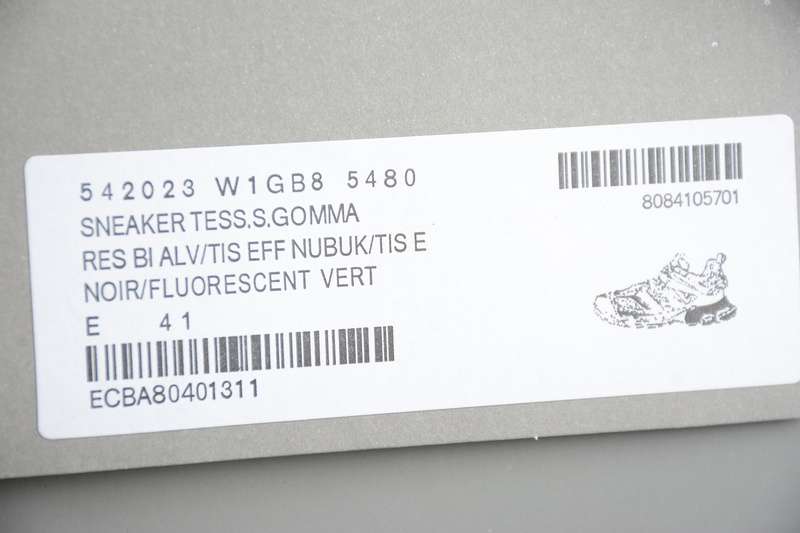 542023 W1GB8 5480
8084105701
SNEAKER TESS.S.GOMMA
RES BI ALV/TIS EFF NUBUK/TIS E
NOIR/FLUORESCENT VERT
E 41
ECBA80401311